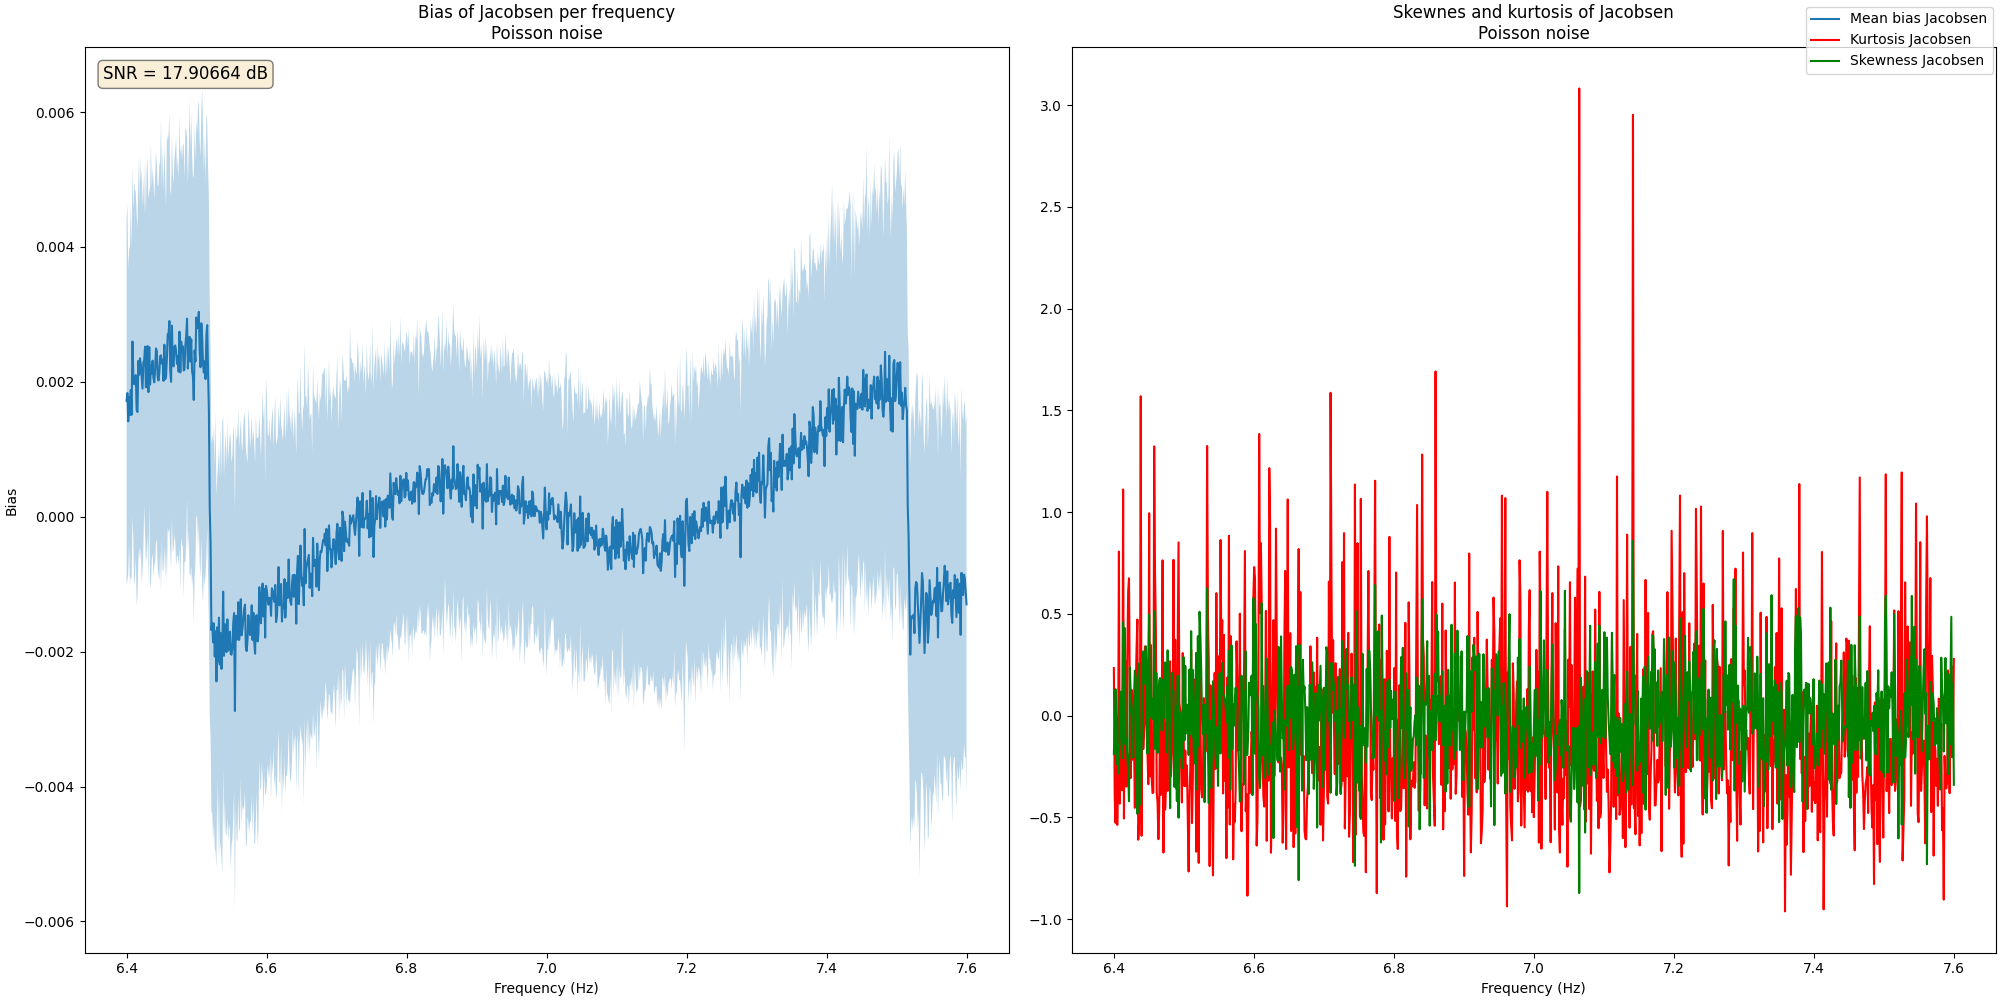 Bias of Jacobsen per frequency
Poisson noise
SNR = 17.90664 dB
0.006
0.004
0.002
0.000
−0.002
−0.004
−0.006
Bias
6.4 6.6 6.8 7.0 7.2 7.4 7.6
Frequency (Hz)
Skewnes and kurtosis of Jacobsen
Poisson noise
Mean bias Jacobsen
Kurtosis Jacobsen
Skewness Jacobsen
3.0
2.5
2.0
1.5
1.0
0.5
0.0
−0.5
−1.0
6.4 6.6 6.8 7.0 7.2 7.4 7.6
Frequency (Hz)